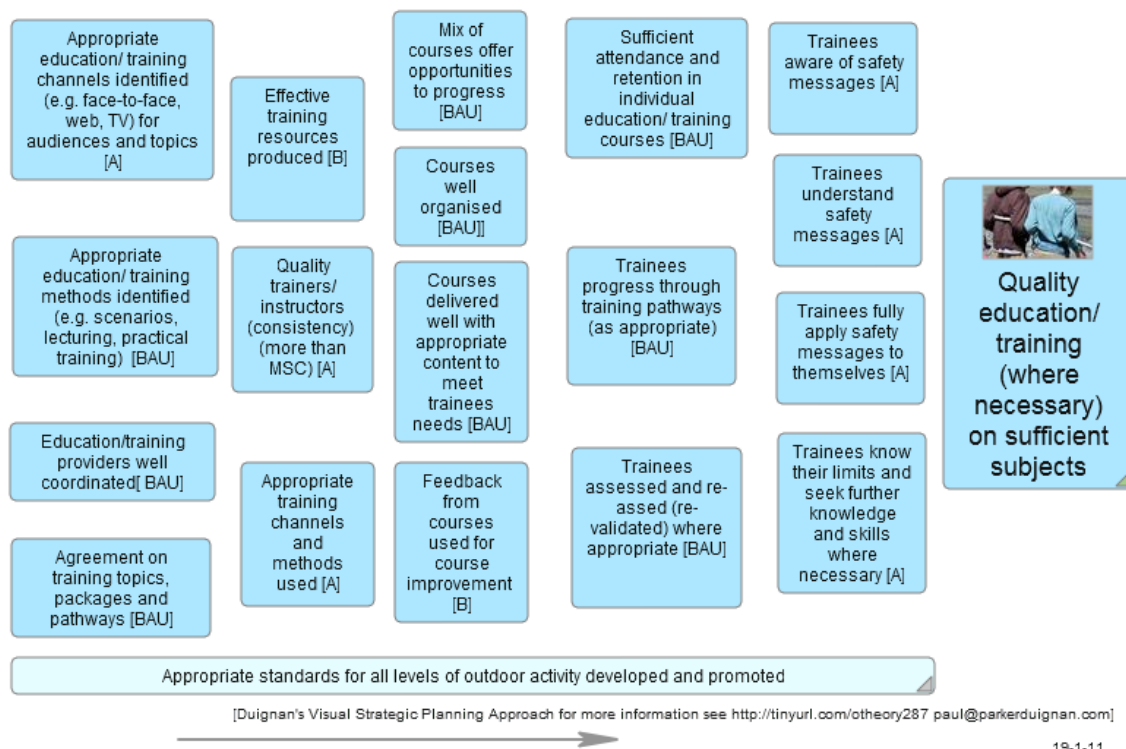 Appropriate
education/ training
channels identified
(e.g. face-to-face,
web, TV) for
audiences and topics
[A]
Appropriate
education/ training
methods identified
(e.g. scenarios,
lecturing, practical
training)  [BAU]
Education/training
providers well
coordinated[ BAU]
Agreement on
training topics,
packages and
pathways [BAU]
Effective
training
resources
produced [B]
Quality
trainers/
instructors
(consistency)
(more than
MSC) [A]
Appropriate
training
channels
and
methods
used [A]
Mix of
courses offer
opportunities
to progress
[BAU]
Courses
well
organised
[BAU]]
Courses
delivered
well with
appropriate
content to
meet
trainees
needs [BAU]
Feedback
from
courses
used for
course
improvement
[B]
Sufficient
attendance and
retention in
individual
education/ training
courses [BAU]
Trainees
progress through
training pathways
(as appropriate)
[BAU]
Trainees
assessed and re-
assed (re-
validated) where
appropriate [BAU]
Trainees
aware of safety
messages [A]
Trainees
understand
safety
messages [A]
Trainees fully
apply safety
messages to
themselves [A]
Trainees know
their limits and
seek further
knowledge
and skills
where
necessary [A]
Quality
education/
training
(where
necessary)
on sufficient
subjects
Appropriate standards for all levels of outdoor activity developed and promoted
[Duignan's Visual Strategic Planning Approach for more information see http://tinyurl.com/otheory287 paul@parkerduignan.com]
19-1-11